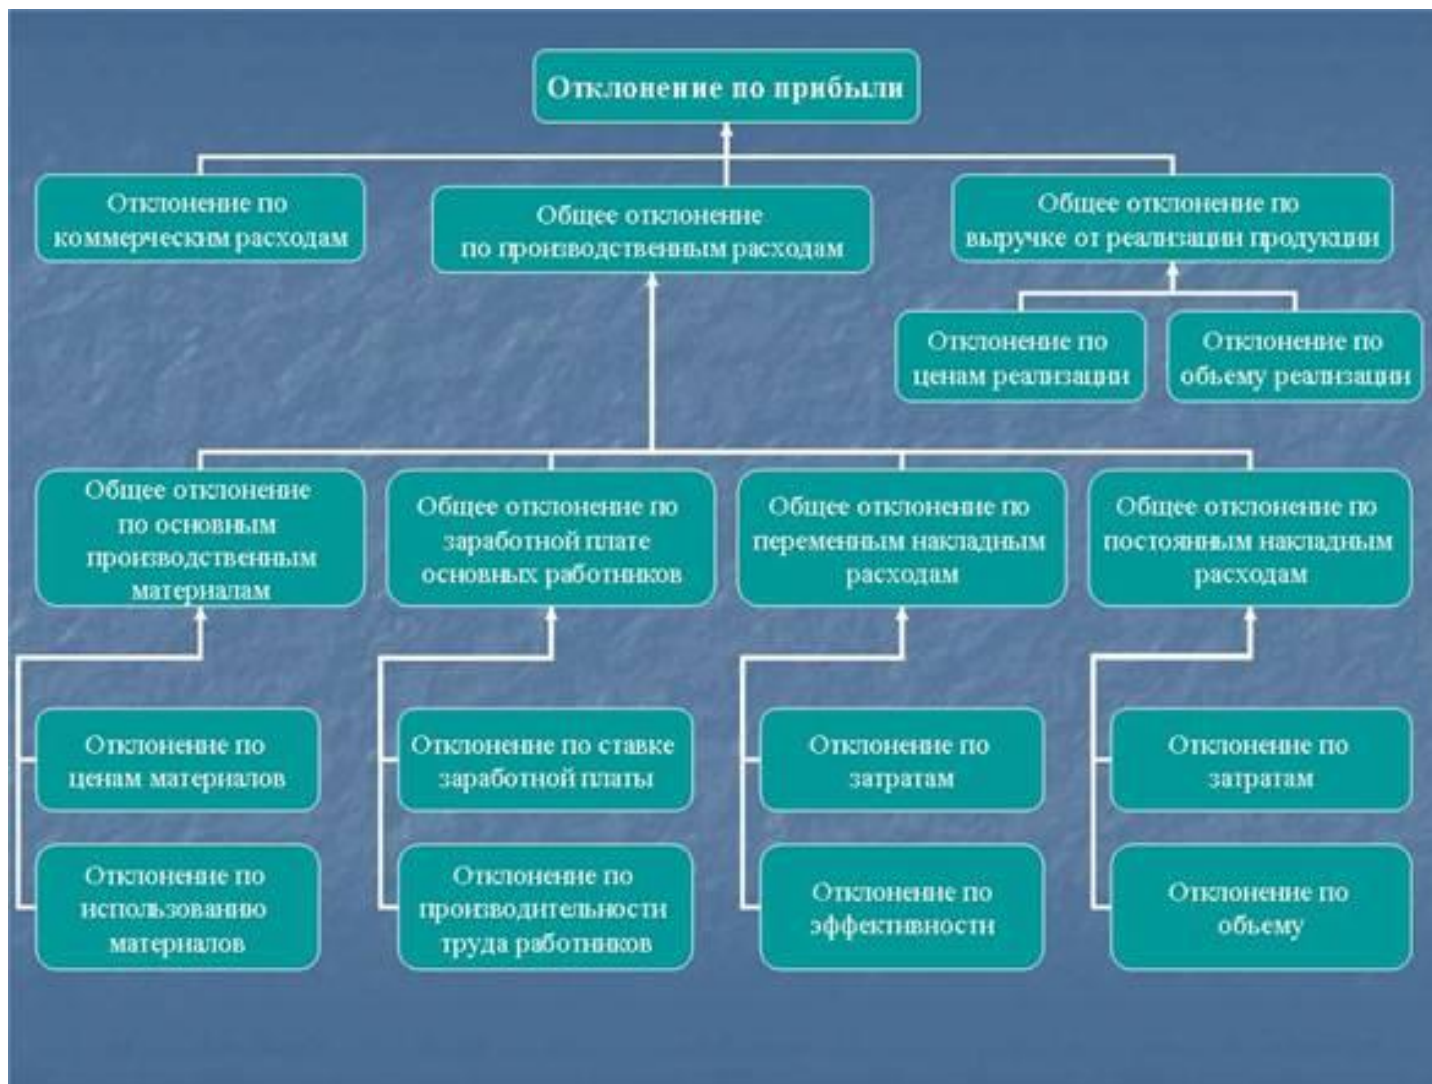 Отклонение по прибыли
Отклонение по
коммерческим расходам
Общее отклонение
по производственным расходам
Общее отклонение по
выручке от реализации продукции
Отклонение по
ценам реализации
Отклонение по
объему реализации
Общее отклонение
по основным
производственным
материалам
Общее отклонение по
заработной плате
основных работников
Общее отклонение по
переменным накладным
расходам
Общее отклонение по
постоянным накладным
расходам
Отклонение по
ценам материалов
Отклонение по ставке
заработной платы
Отклонение по
затратам
Отклонение по
затратам
Отклонение по
использованию
материалов
Отклонение по
производительности
труда работников
Отклонение по
эффективности
Отклонение по
объему